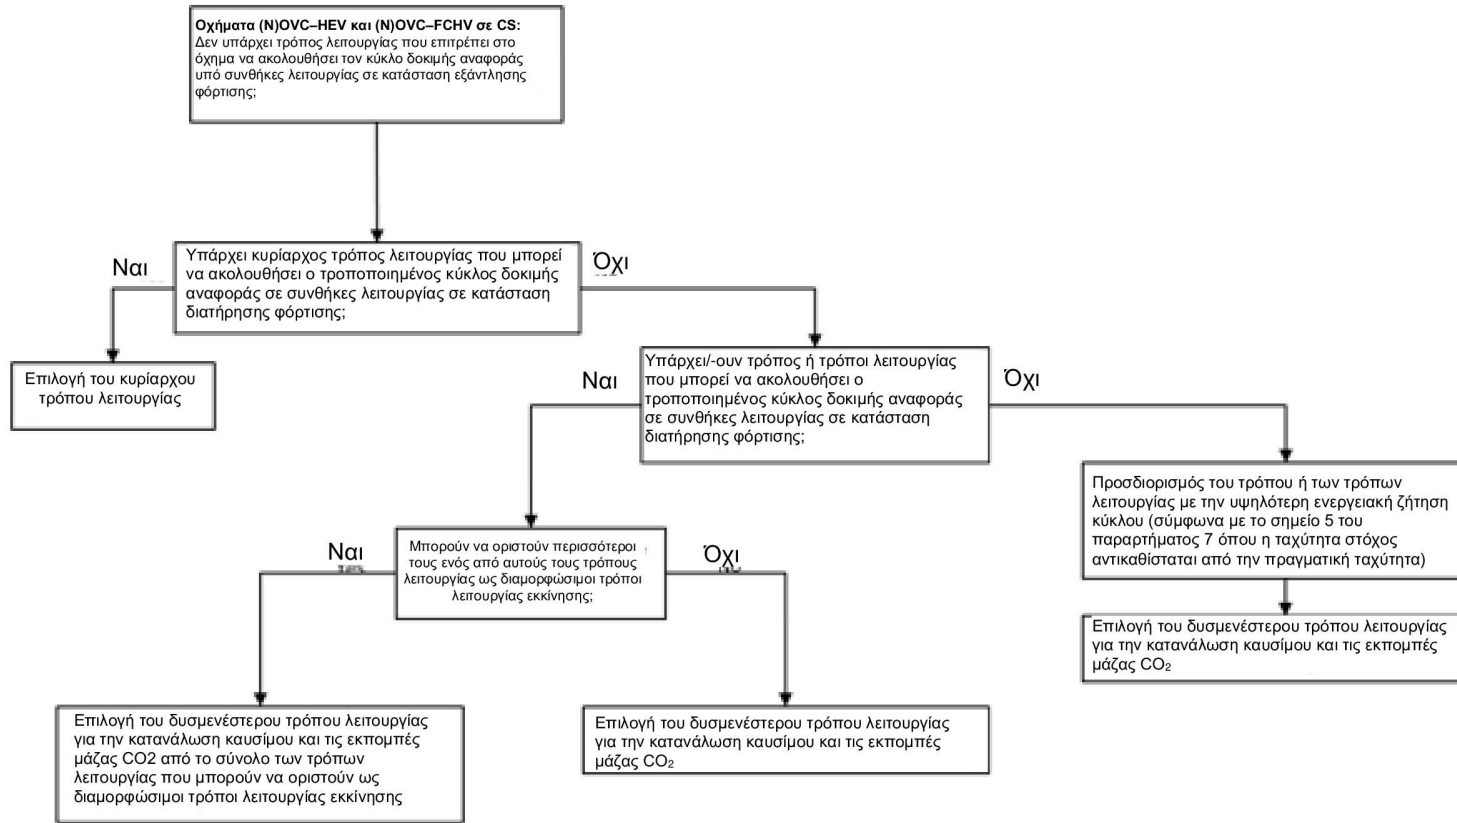 Οχήματα (N)OVC–HEV και (N)OVC–FCHV σε CS:
Δεν υπάρχει τρόπος λειτουργίας που επιτρέπει στο
όχημα να ακολουθήσει τον κύκλο δοκιμής αναφοράς
υπό συνθήκες λειτουργίας σε κατάσταση εξάντλησης
φόρτισης;
Ναι
Υπάρχει κυρίαρχος τρόπος λειτουργίας που μπορεί
να ακολουθήσει ο τροποποιημένος κύκλος δοκιμής
αναφοράς σε συνθήκες λειτουργίας σε κατάσταση
διατήρησης φόρτισης;
Όχι
Επιλογή του κυρίαρχου
τρόπου λειτουργίας
Ναι
Υπάρχει/-ουν τρόπος ή τρόποι λειτουργίας
που μπορεί να ακολουθήσει ο
τροποποιημένος κύκλος δοκιμής αναφοράς
σε συνθήκες λειτουργίας σε κατάσταση
διατήρησης φόρτισης;
Όχι
Προσδιορισμός του τρόπου ή των τρόπων
λειτουργίας με την υψηλότερη ενεργειακή ζήτηση
κύκλου (σύμφωνα με το σημείο 5 του
παραρτήματος 7 όπου η ταχύτητα στόχος
αντικαθίσταται από την πραγματική ταχύτητα)
Ναι
Μπορούν να οριστούν περισσότεροι
τους ενός από αυτούς τους τρόπους
λειτουργίας ως διαμορφώσιμοι τρόποι
λειτουργίας εκκίνησης;
Όχι
Επιλογή του δυσμενέστερου τρόπου λειτουργίας
για την κατανάλωση καυσίμου και τις εκπομπές
μάζας CO₂
Επιλογή του δυσμενέστερου τρόπου λειτουργίας
για την κατανάλωση καυσίμου και τις εκπομπές
μάζας CO2 από το σύνολο των τρόπων
λειτουργίας που μπορούν να οριστούν ως
διαμορφώσιμοι τρόποι λειτουργίας εκκίνησης
Επιλογή του δυσμενέστερου τρόπου λειτουργίας
για την κατανάλωση καυσίμου και τις εκπομπές
μάζας CO₂